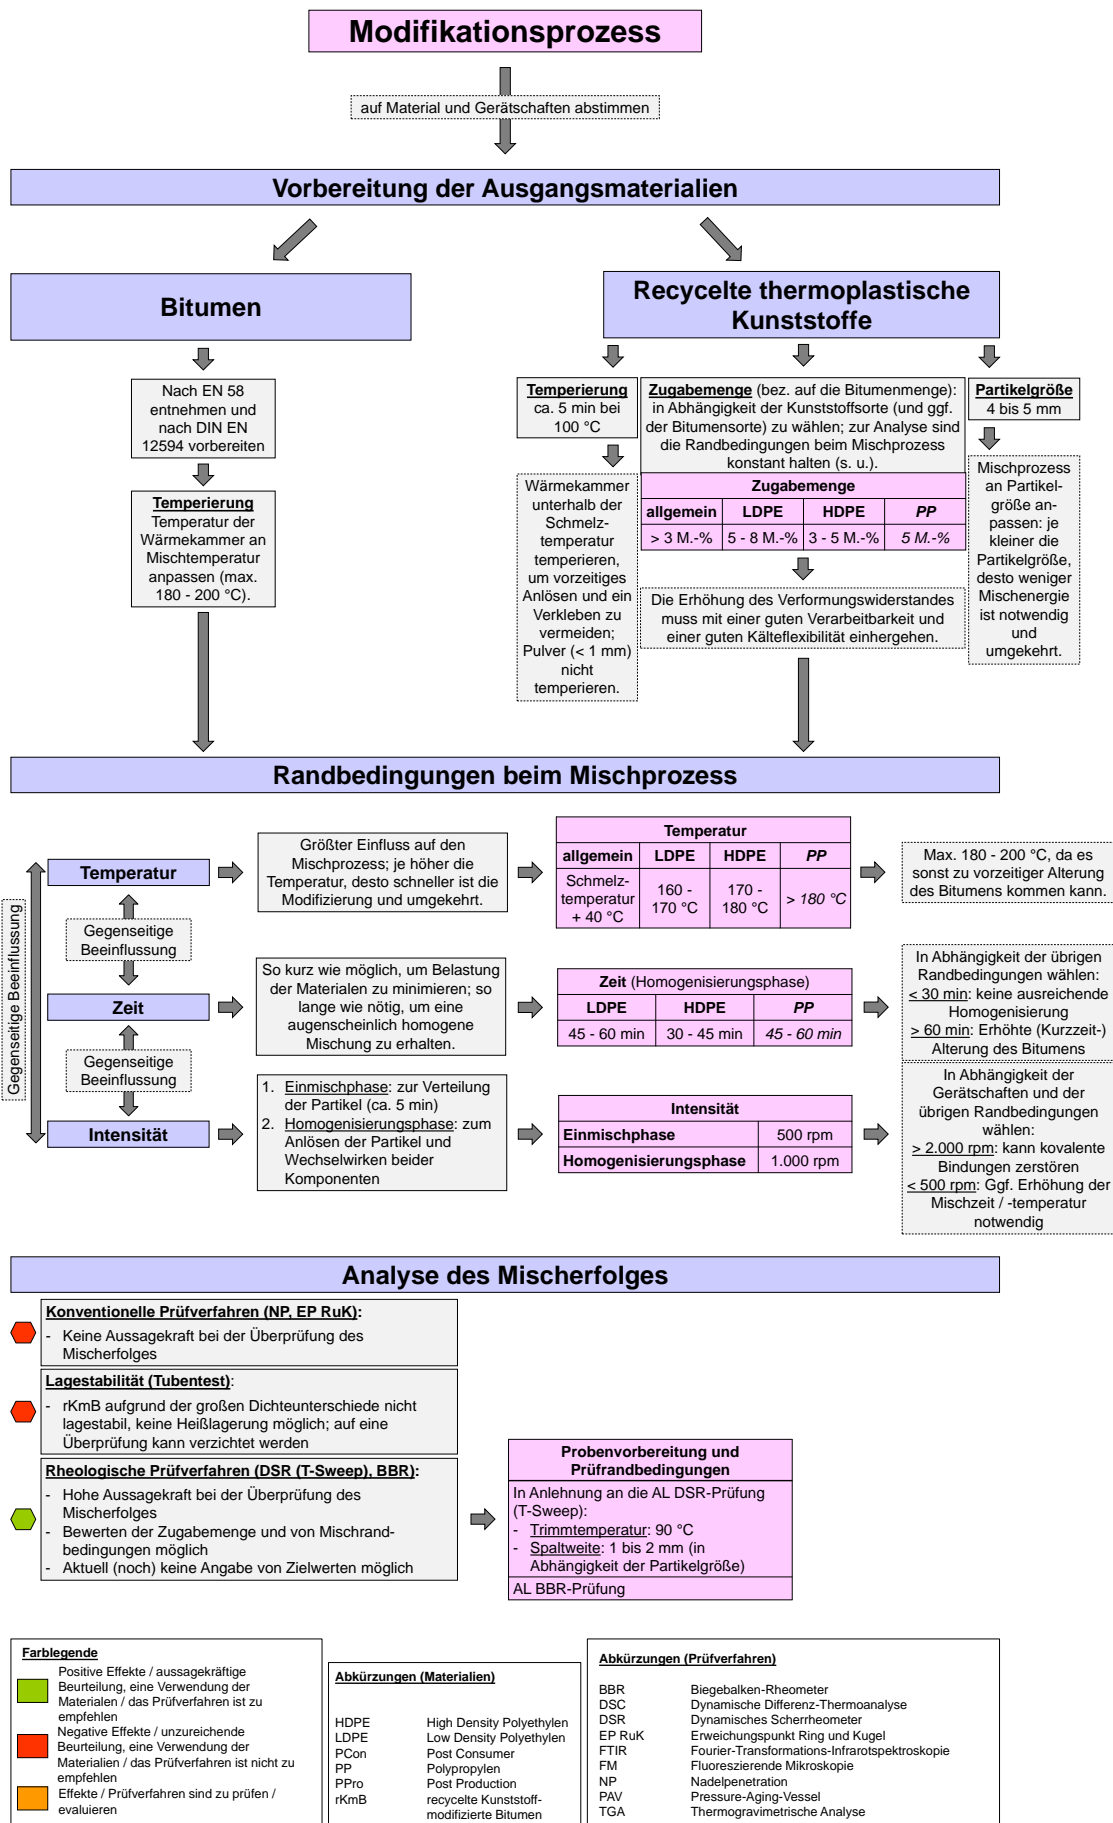 Modifikationsprozess
auf Material und Gerätschaften abstimmen
Vorbereitung der Ausgangsmaterialien
Bitumen
Recycelte thermoplastische
Kunststoffe
Nach EN 58
entnehmen und
nach DIN EN
12594 vorbereiten
Temperierung
Temperatur der
Wärmekammer an
Mischtemperatur
anpassen (max.
180 - 200 °C).
Temperierung
ca. 5 min bei
100 °C
Wärmekammer
unterhalb der
Schmelz-
temperatur
temperieren,
um vorzeitiges
Anlösen und ein
Verkleben zu
vermeiden;
Pulver (< 1 mm)
nicht
temperieren.
Zugabemenge (bez. auf die Bitumenmenge):
in Abhängigkeit der Kunststoffsorte (und ggf.
der Bitumensorte) zu wählen; zur Analyse sind
die Randbedingungen beim Mischprozess
konstant halten (s. u.).
Zugabemenge
allgemein LDPE HDPE PP
> 3 M.-% 5 - 8 M.-% 3 - 5 M.-% 5 M.-%
Die Erhöhung des Verformungswiderstandes
muss mit einer guten Verarbeitbarkeit und
einer guten Kälteflexibilität einhergehen.
Partikelgröße
4 bis 5 mm
Mischprozess
an Partikel-
größe an-
passen: je
kleiner die
Partikelgröße,
desto weniger
Mischenergie
ist notwendig
und
umgekehrt.
Randbedingungen beim Mischprozess
Gegenseitige Beeinflussung
Temperatur
Größter Einfluss auf den
Mischprozess; je höher die
Temperatur, desto schneller ist die
Modifizierung und umgekehrt.
Temperatur
allgemein LDPE HDPE PP
Schmelz-
temperatur
+ 40 °C
160 -
170 °C
170 -
180 °C
> 180 °C
Max. 180 - 200 °C, da es
sonst zu vorzeitiger Alterung
des Bitumens kommen kann.
Gegenseitige
Beeinflussung
Zeit
So kurz wie möglich, um Belastung
der Materialen zu minimieren; so
lange wie nötig, um eine
augenscheinlich homogene
Mischung zu erhalten.
Zeit (Homogenisierungsphase)
LDPE HDPE PP
45 - 60 min 30 - 45 min 45 - 60 min
In Abhängigkeit der übrigen
Randbedingungen wählen:
< 30 min: keine ausreichende
Homogenisierung
> 60 min: Erhöhte (Kurzzeit-)
Alterung des Bitumens
Gegenseitige
Beeinflussung
Intensität
1. Einmischphase: zur Verteilung
der Partikel (ca. 5 min)
2. Homogenisierungsphase: zum
Anlösen der Partikel und
Wechselwirken beider
Komponenten
Intensität
Einmischphase 500 rpm
Homogenisierungsphase 1.000 rpm
In Abhängigkeit der
Gerätschaften und der
übrigen Randbedingungen
wählen:
> 2.000 rpm: kann kovalente
Bindungen zerstören
< 500 rpm: Ggf. Erhöhung der
Mischzeit / -temperatur
notwendig
Analyse des Mischerfolges
Konventionelle Prüfverfahren (NP, EP RuK):
- Keine Aussagekraft bei der Überprüfung des
Mischerfolges
Lagestabilität (Tubentest):
- rKmB aufgrund der großen Dichteunterschiede nicht
lagestabil, keine Heißlagerung möglich; auf eine
Überprüfung kann verzichtet werden
Rheologische Prüfverfahren (DSR (T-Sweep), BBR):
- Hohe Aussagekraft bei der Überprüfung des
Mischerfolges
- Bewerten der Zugabemenge und von Mischrand-
bedingungen möglich
- Aktuell (noch) keine Angabe von Zielwerten möglich
Probenvorbereitung und
Prüfrandbedingungen
In Anlehnung an die AL DSR-Prüfung
(T-Sweep):
- Trimmtemperatur: 90 °C
- Spaltweite: 1 bis 2 mm (in
Abhängigkeit der Partikelgröße)
AL BBR-Prüfung
Farblegende
Positive Effekte / aussagekräftige
Beurteilung, eine Verwendung der
Materialen / das Prüfverfahren ist zu
empfehlen
Negative Effekte / unzureichende
Beurteilung, eine Verwendung der
Materialien / das Prüfverfahren ist nicht zu
empfehlen
Effekte / Prüfverfahren sind zu prüfen /
evaluieren
Abkürzungen (Materialien)
HDPE High Density Polyethylen
LDPE Low Density Polyethylen
PCon Post Consumer
PP Polypropylen
PPro Post Production
rKmB recycelte Kunststoff-
modifizierte Bitumen
Abkürzungen (Prüfverfahren)
BBR Biegebalken-Rheometer
DSC Dynamische Differenz-Thermoanalyse
DSR Dynamisches Scherrheometer
EP RuK Erweichungspunkt Ring und Kugel
FTIR Fourier-Transformations-Infrarotspektroskopie
FM Fluoreszierende Mikroskopie
NP Nadelpenetration
PAV Pressure-Aging-Vessel
TGA Thermogravimetrische Analyse